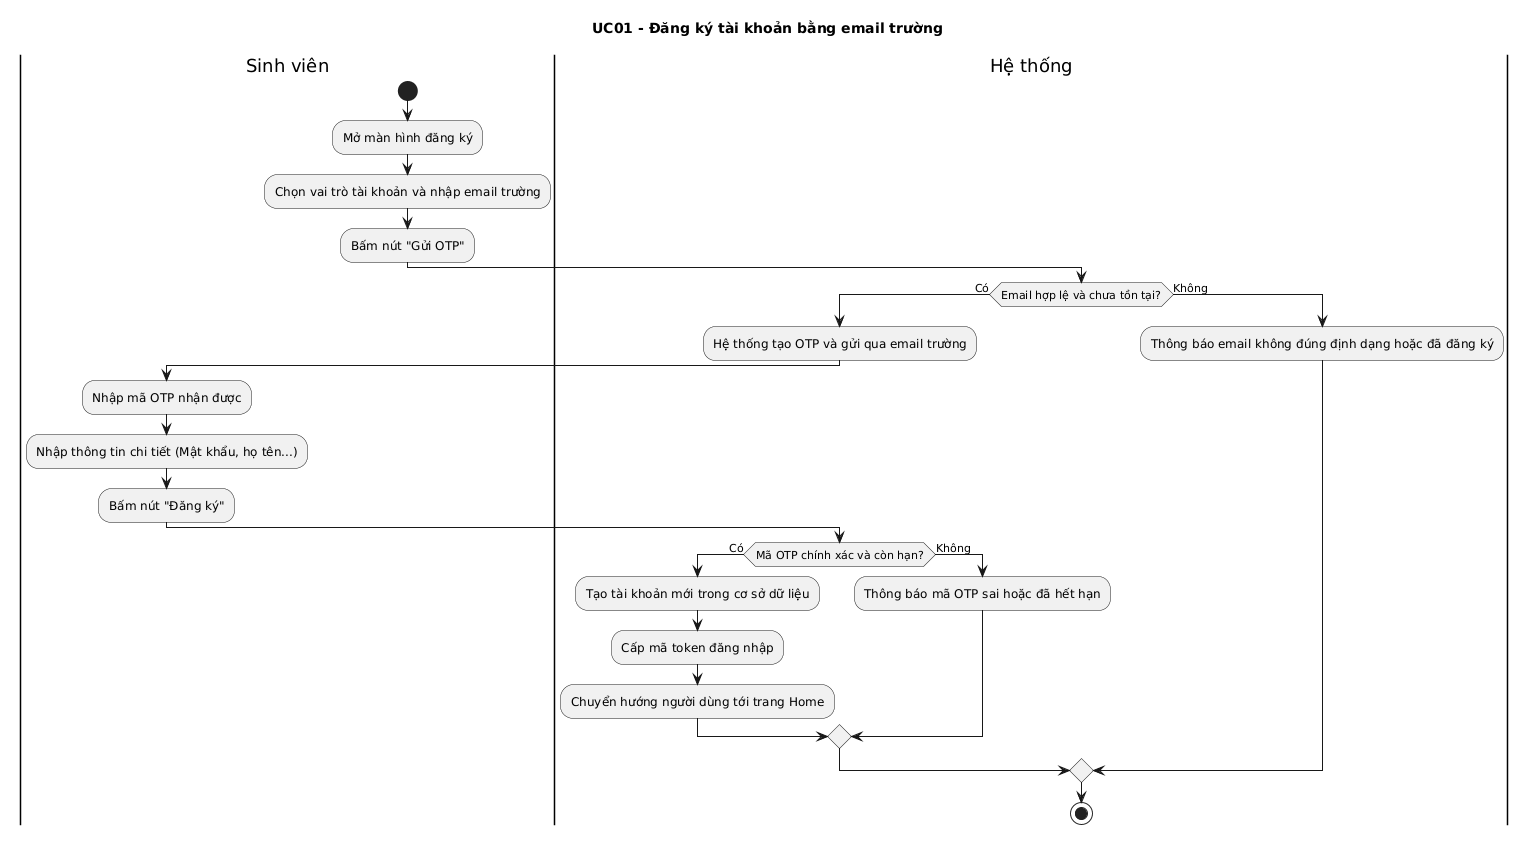 UC01 - Đăng ký tài khoản bằng email trường
Sinh viên
Hệ thống
Mở màn hình đăng ký
Chọn vai trò tài khoản và nhập email trường
Bấm nút "Gửi OTP"
Có
Email hợp lệ và chưa tồn tại?
Không
Hệ thống tạo OTP và gửi qua email trường
Thông báo email không đúng định dạng hoặc đã đăng ký
Nhập mã OTP nhận được
Nhập thông tin chi tiết (Mật khẩu, họ tên...)
Bấm nút "Đăng ký"
Có
Mã OTP chính xác và còn hạn?
Không
Tạo tài khoản mới trong cơ sở dữ liệu
Thông báo mã OTP sai hoặc đã hết hạn
Cấp mã token đăng nhập
Chuyển hướng người dùng tới trang Home